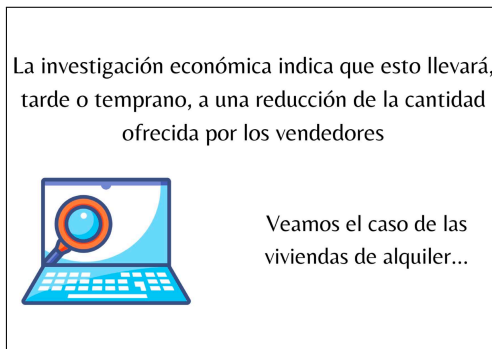 La investigación económica indica que esto llevará,
tarde o temprano, a una reducción de la cantidad
ofrecida por los vendedores
Veamos el caso de las
viviendas de alquiler...